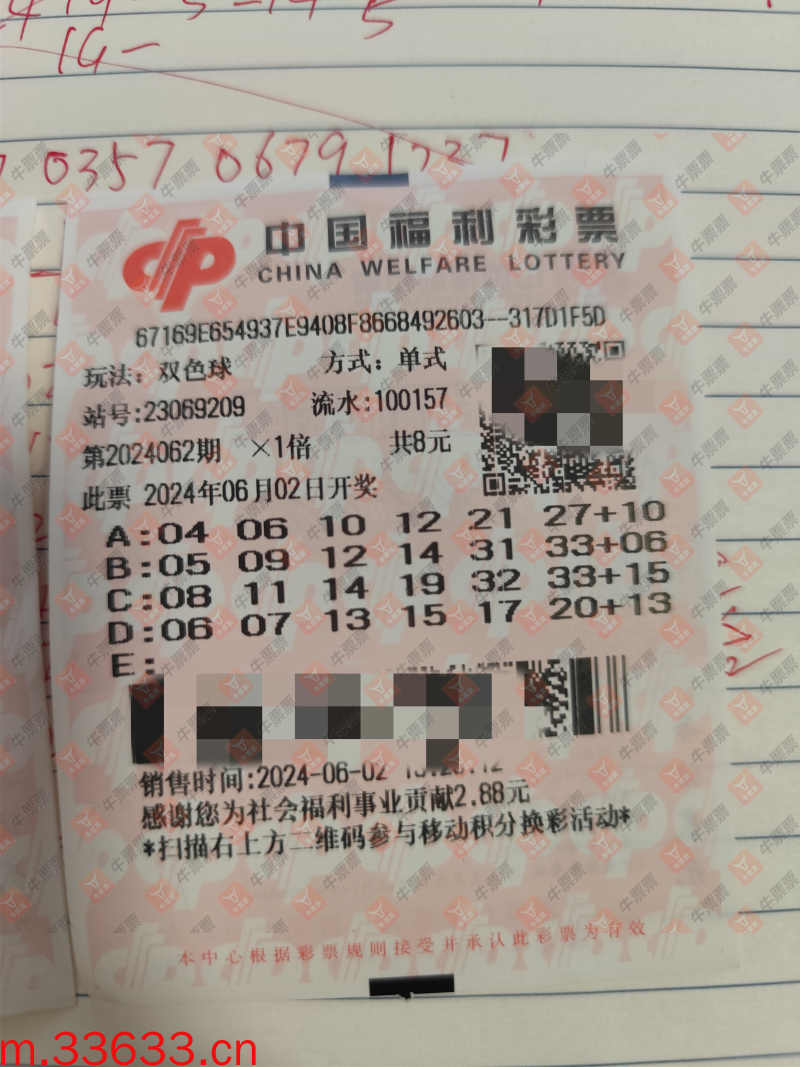 14-
0357 0679 1727
中国福利彩票
CHINA WELFARE LOTTERY
67169E654937E9408F8668492603--317D1F5D
玩法：双色球 方式：单式
站号:23069209 流水:100157
第2024062期 ×1倍 共8元
此票 2024年06月02日开奖
A:04 06 10 12 21 27+10
B:05 09 12 14 31 33+06
C:08 11 14 19 32 33+15
D:06 07 13 15 17 20+13
E:
销售时间:2024-06-02
感谢您为社会福利事业贡献2.88元
*扫描右上方二维码参与移动积分换彩活动*
本中心根据彩票规则接受并承认此彩票为有效
牛票票
m.33633.cn